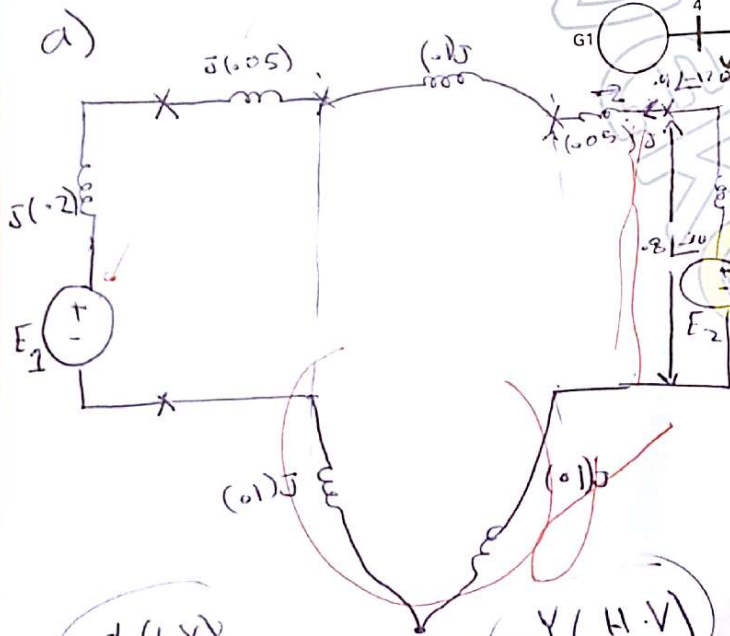 a)
G1
4
J(.05)
(.1)J
(.05)J
J(.2)
.8
E1
E2
(.1)J
(.1)J
Y(H.V)